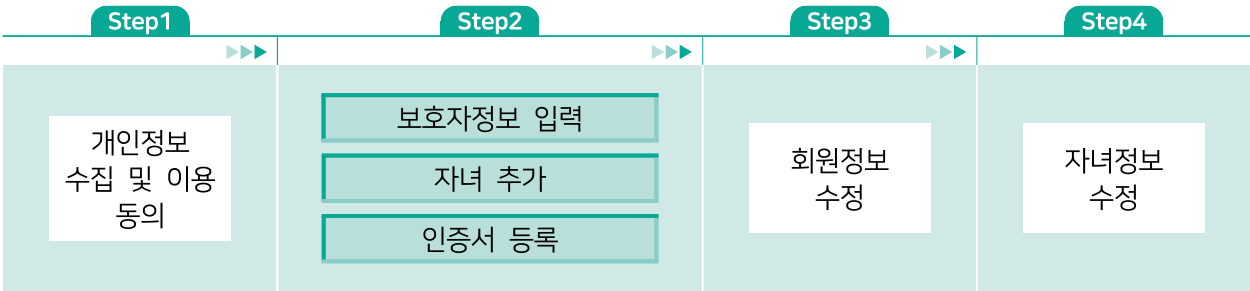 Step1
개인정보
수집 및 이용
동의
Step2
보호자정보 입력
자녀 추가
인증서 등록
Step3
회원정보
수정
Step4
자녀정보
수정